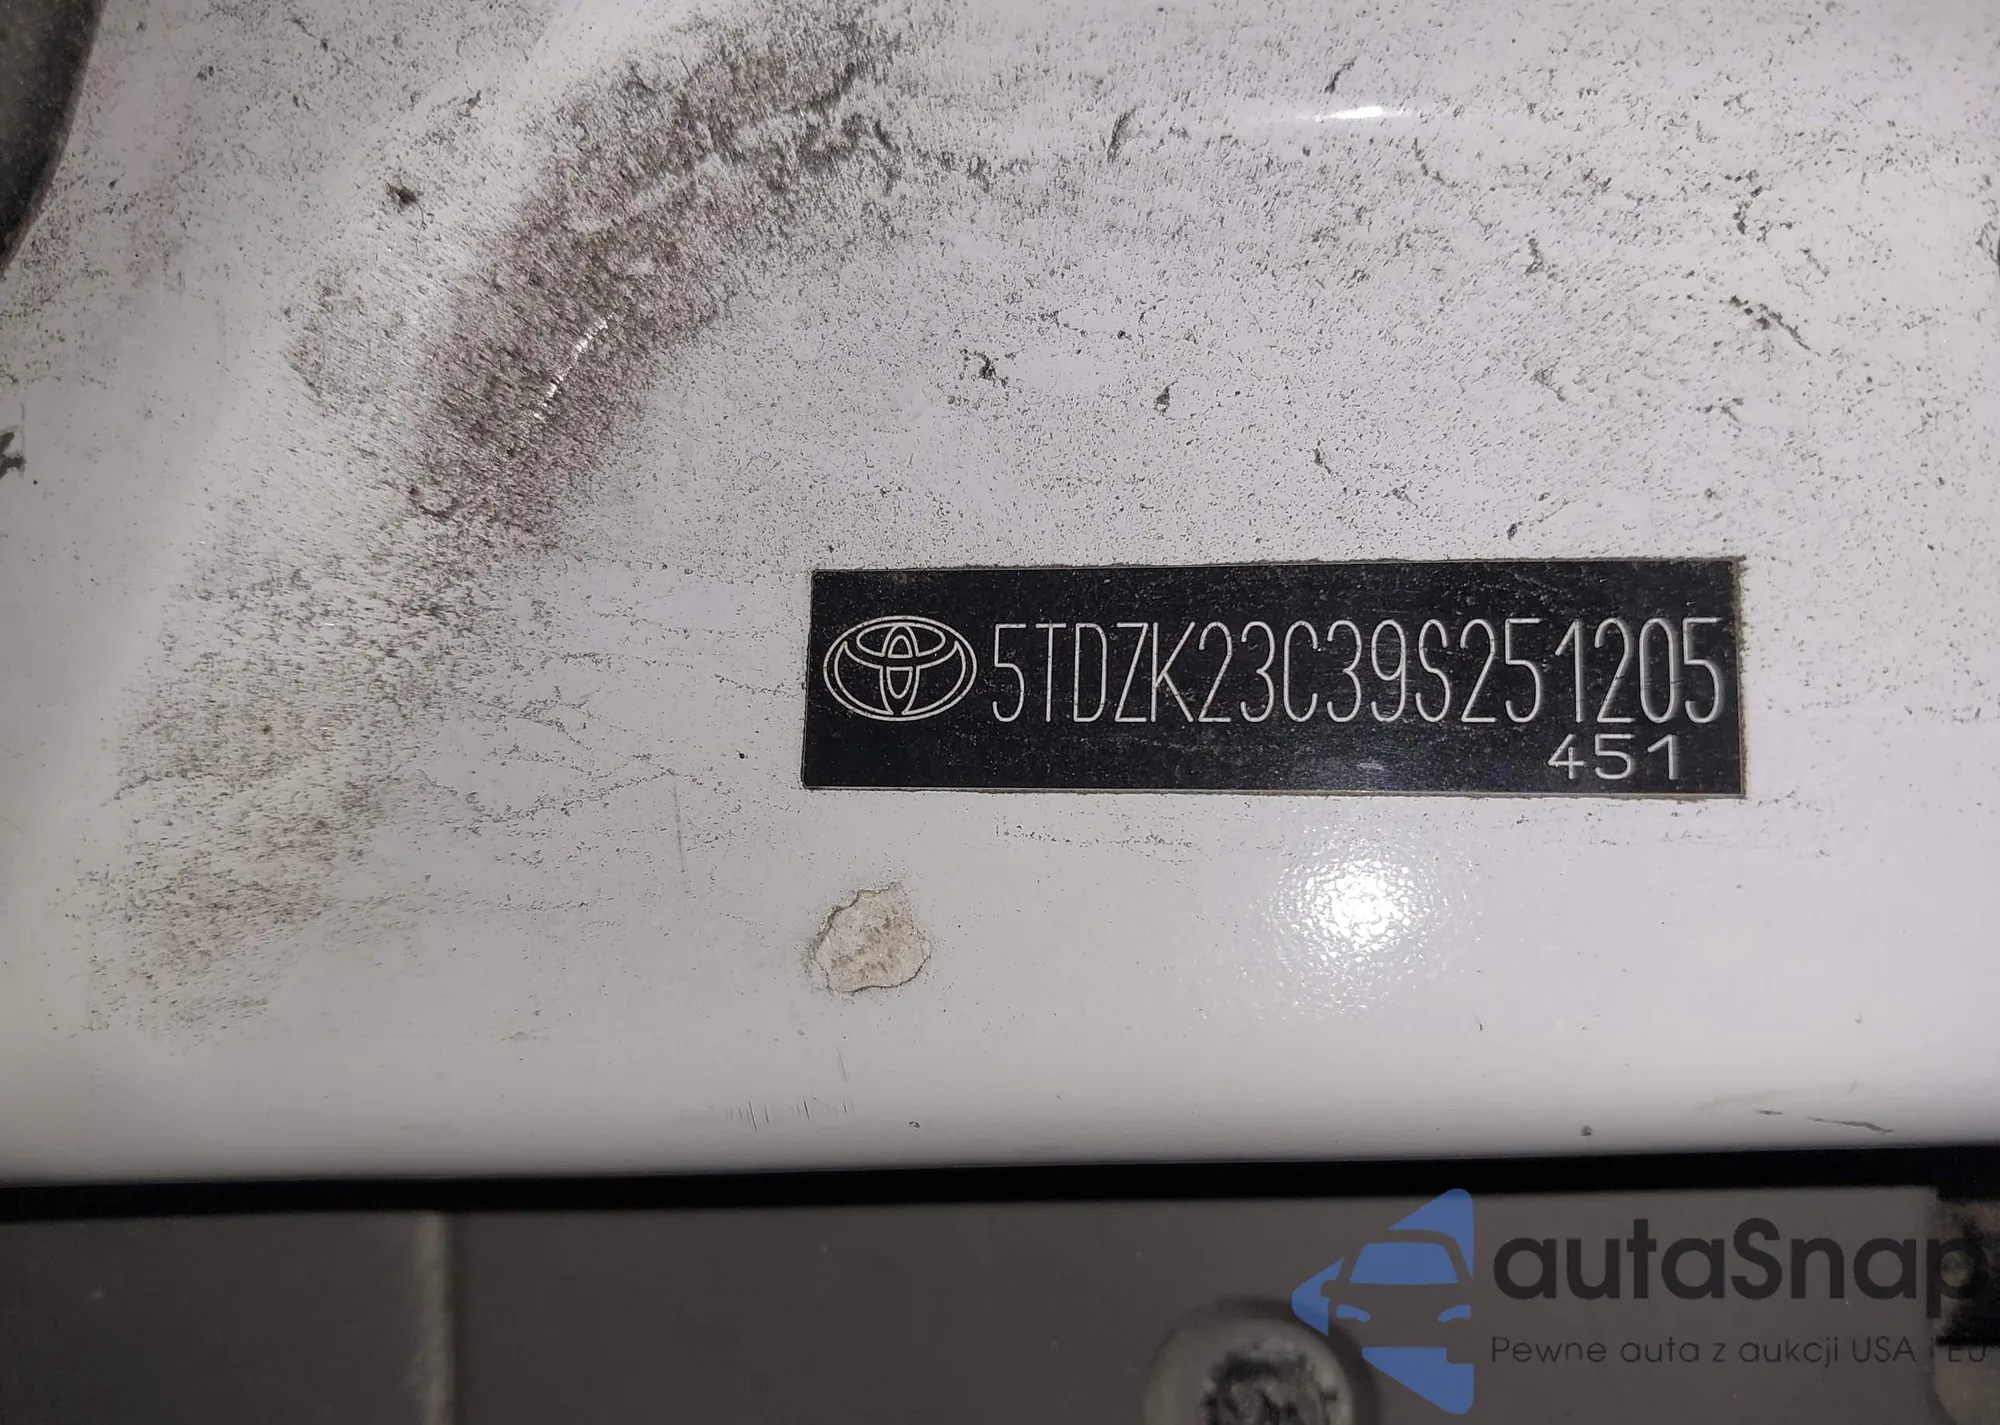 5TDZK23C39S251205
451
autaSnap
Pewne auta z aukcji USA i EU